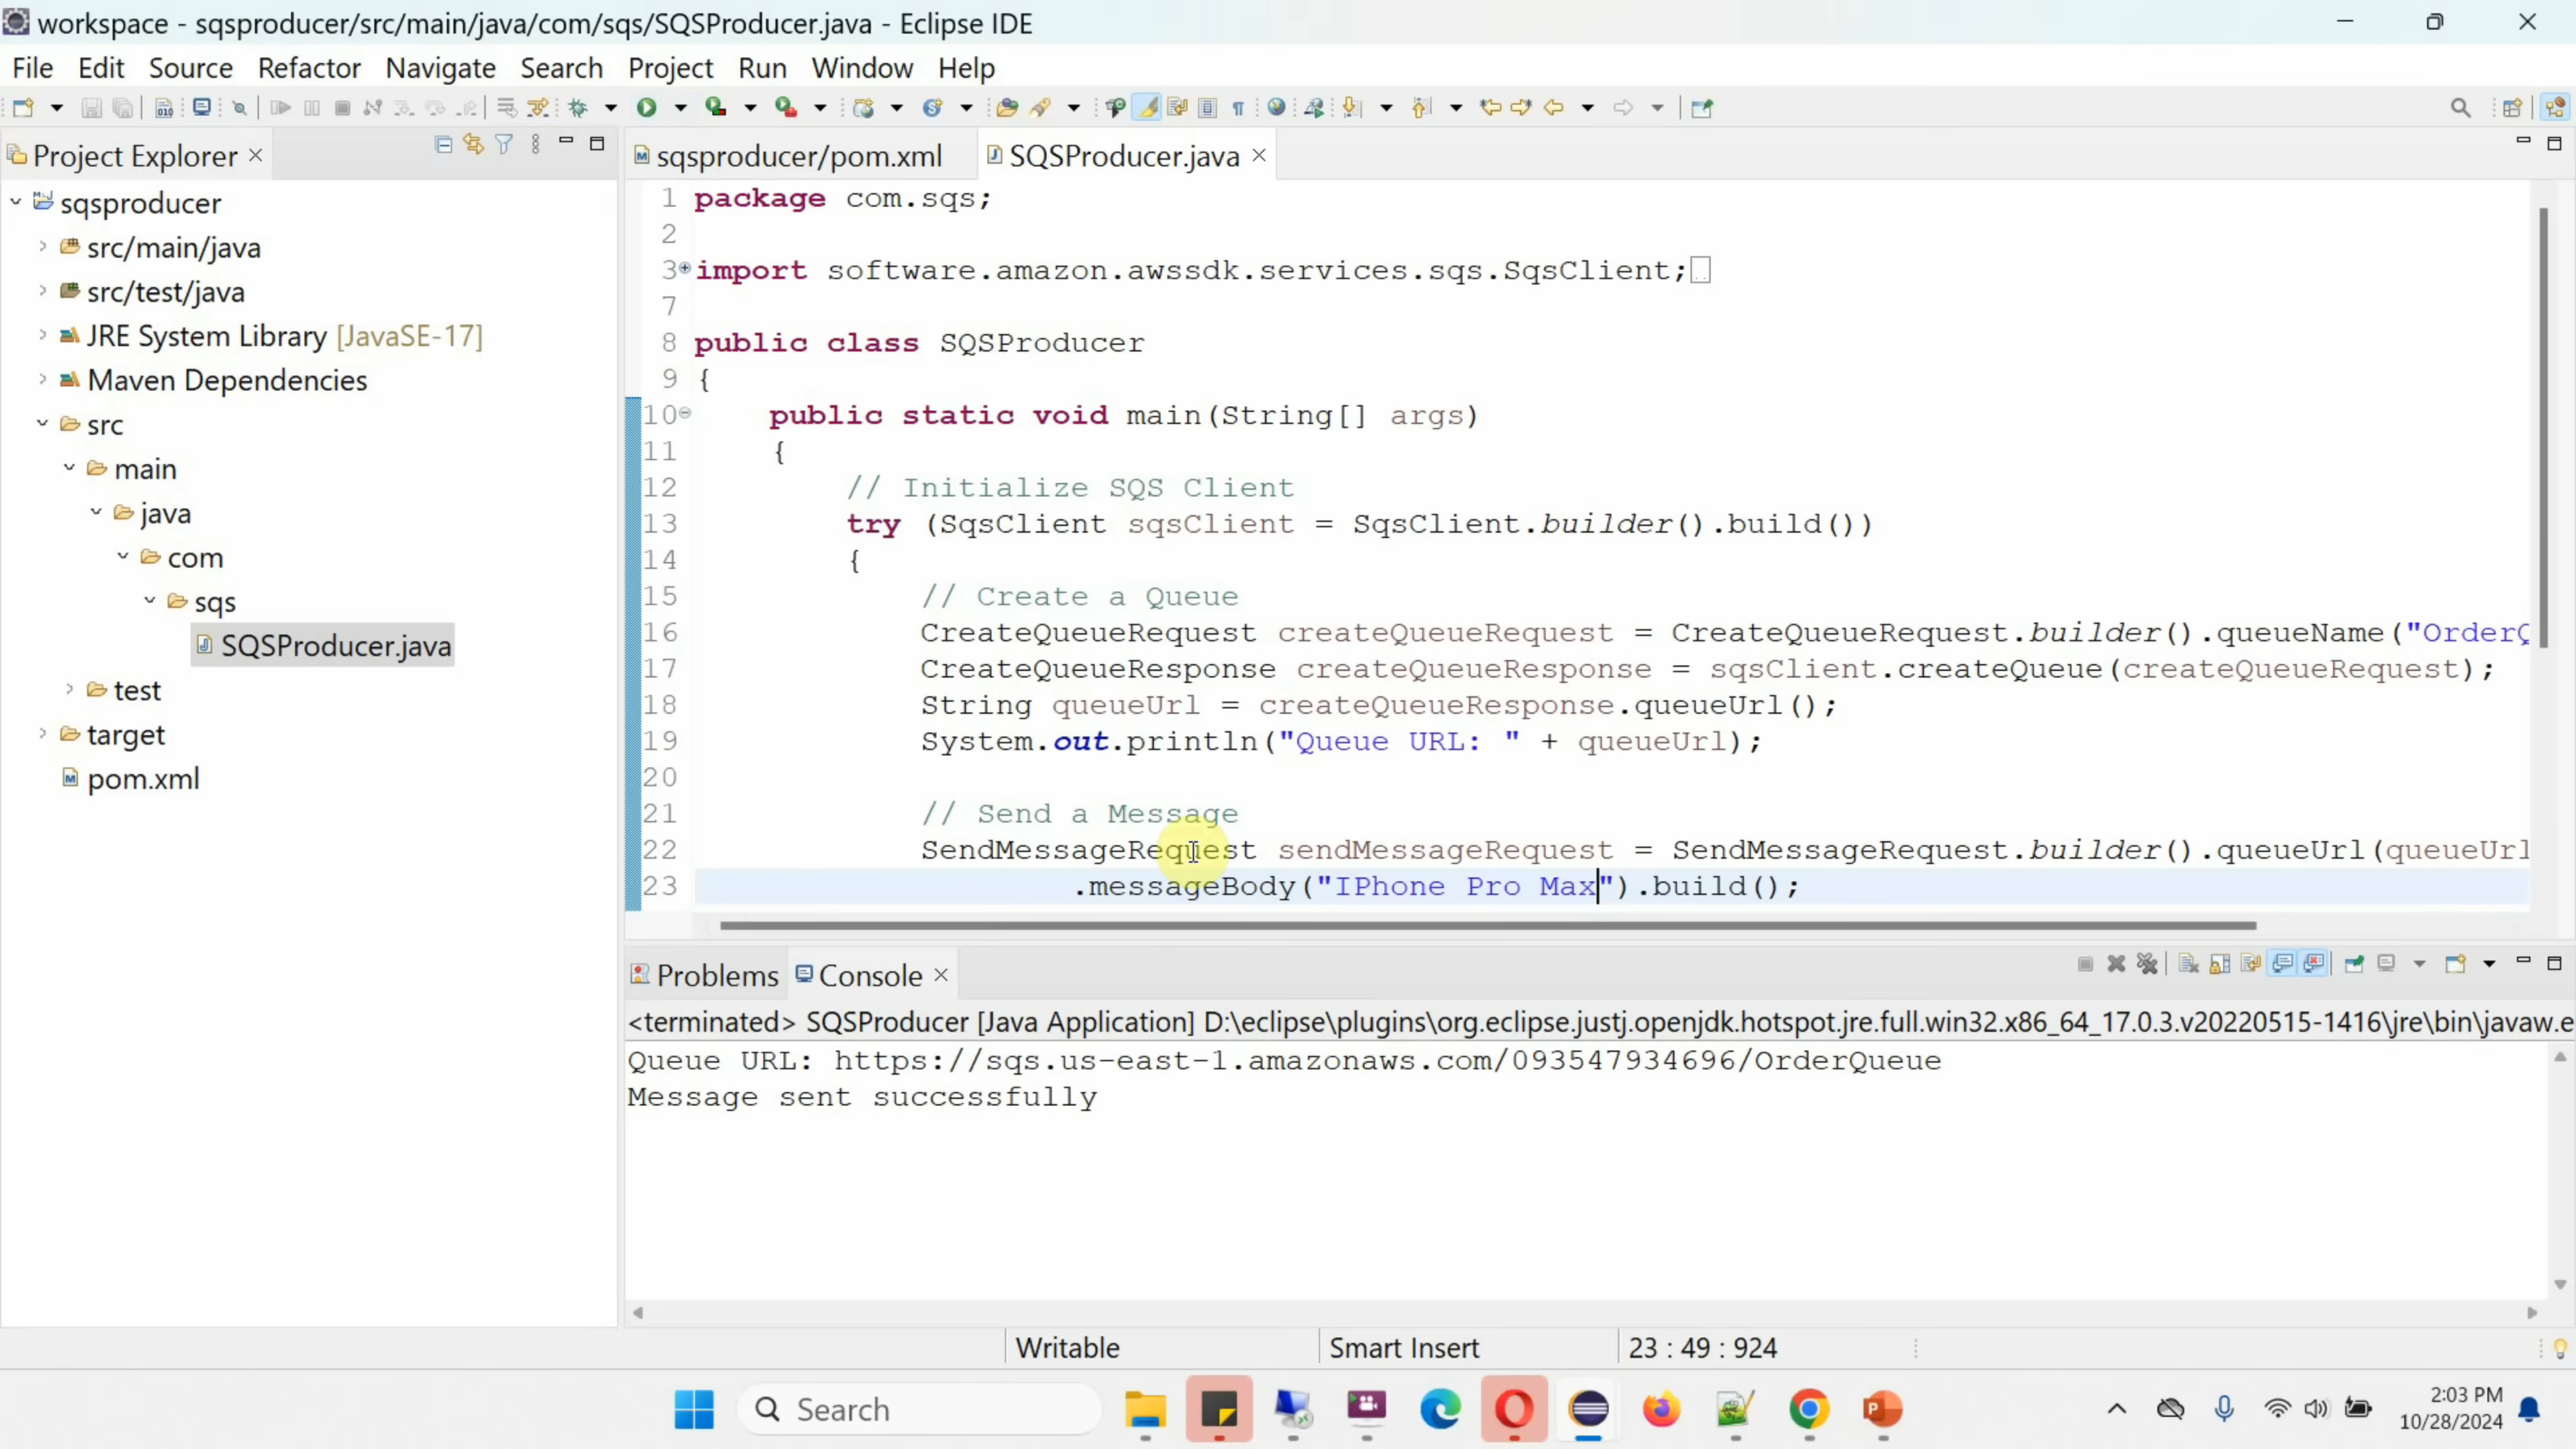 workspace - sqsproducer/src/main/java/com/sqs/SQSProducer.java - Eclipse IDE
File Edit Source Refactor Navigate Search Project Run Window Help
Project Explorer
sqsproducer
src/main/java
src/test/java
JRE System Library [JavaSE-17]
Maven Dependencies
src
main
java
com
sqs
SQSProducer.java
test
target
pom.xml
sqsproducer/pom.xml SQSProducer.java
1 package com.sqs;
2
3 import software.amazon.awssdk.services.sqs.SqsClient;
7
8 public class SQSProducer
9 {
10 public static void main(String[] args)
11 {
12 // Initialize SQS Client
13 try (SqsClient sqsClient = SqsClient.builder().build())
14 {
15 // Create a Queue
16 CreateQueueRequest createQueueRequest = CreateQueueRequest.builder().queueName("OrderQ
17 CreateQueueResponse createQueueResponse = sqsClient.createQueue(createQueueRequest);
18 String queueUrl = createQueueResponse.queueUrl();
19 System.out.println("Queue URL: " + queueUrl);
20
21 // Send a Message
22 SendMessageRequest sendMessageRequest = SendMessageRequest.builder().queueUrl(queueUrl
23 .messageBody("IPhone Pro Max").build();
Problems Console
<terminated> SQSProducer [Java Application] D:\eclipse\plugins\org.eclipse.justj.openjdk.hotspot.jre.full.win32.x86_64_17.0.3.v20220515-1416\jre\bin\javaw.e
Queue URL: https://sqs.us-east-1.amazonaws.com/093547934696/OrderQueue
Message sent successfully
Writable Smart Insert 23 : 49 : 924
Search
2:03 PM
10/28/2024